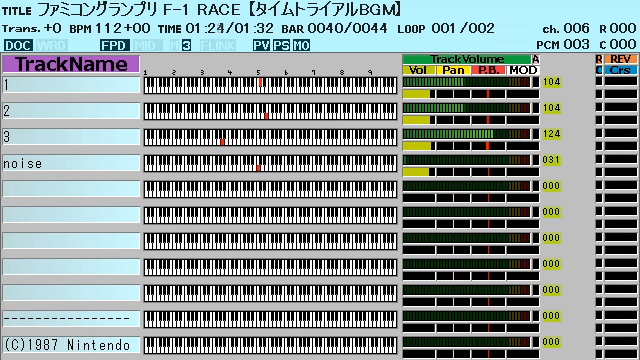 TITLE ファミコングランプリ F-1 RACE【タイムトライアルBGM】
Trans.+0 BPM 112+00 TIME 01:24/01:32 BAR 0040/0044 LOOP 001/002 ch. 006 R 000
DOC WRD FPD MID M 3 FLINK PV PS MO PCM 003 C 000
TrackName TrackVolume A R REV
1 2 3 4 5 6 7 8 9 Vol Pan P.B. MOD C Crs
1 104
2 104
3 124
noise 031
000
000
000
000
000
---------------- 000
(C)1987 Nintendo 000